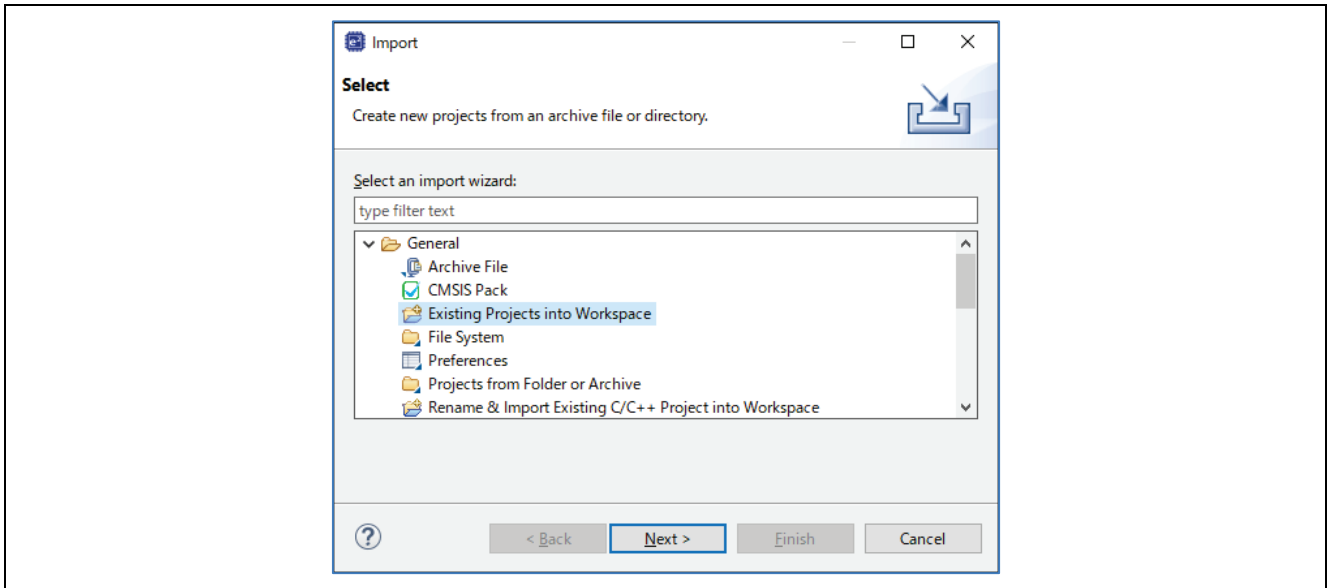 Import
Select
Create new projects from an archive file or directory.
Select an import wizard:
type filter text
General
Archive File
CMSIS Pack
Existing Projects into Workspace
File System
Preferences
Projects from Folder or Archive
Rename & Import Existing C/C++ Project into Workspace
?
< Back
Next >
Finish
Cancel